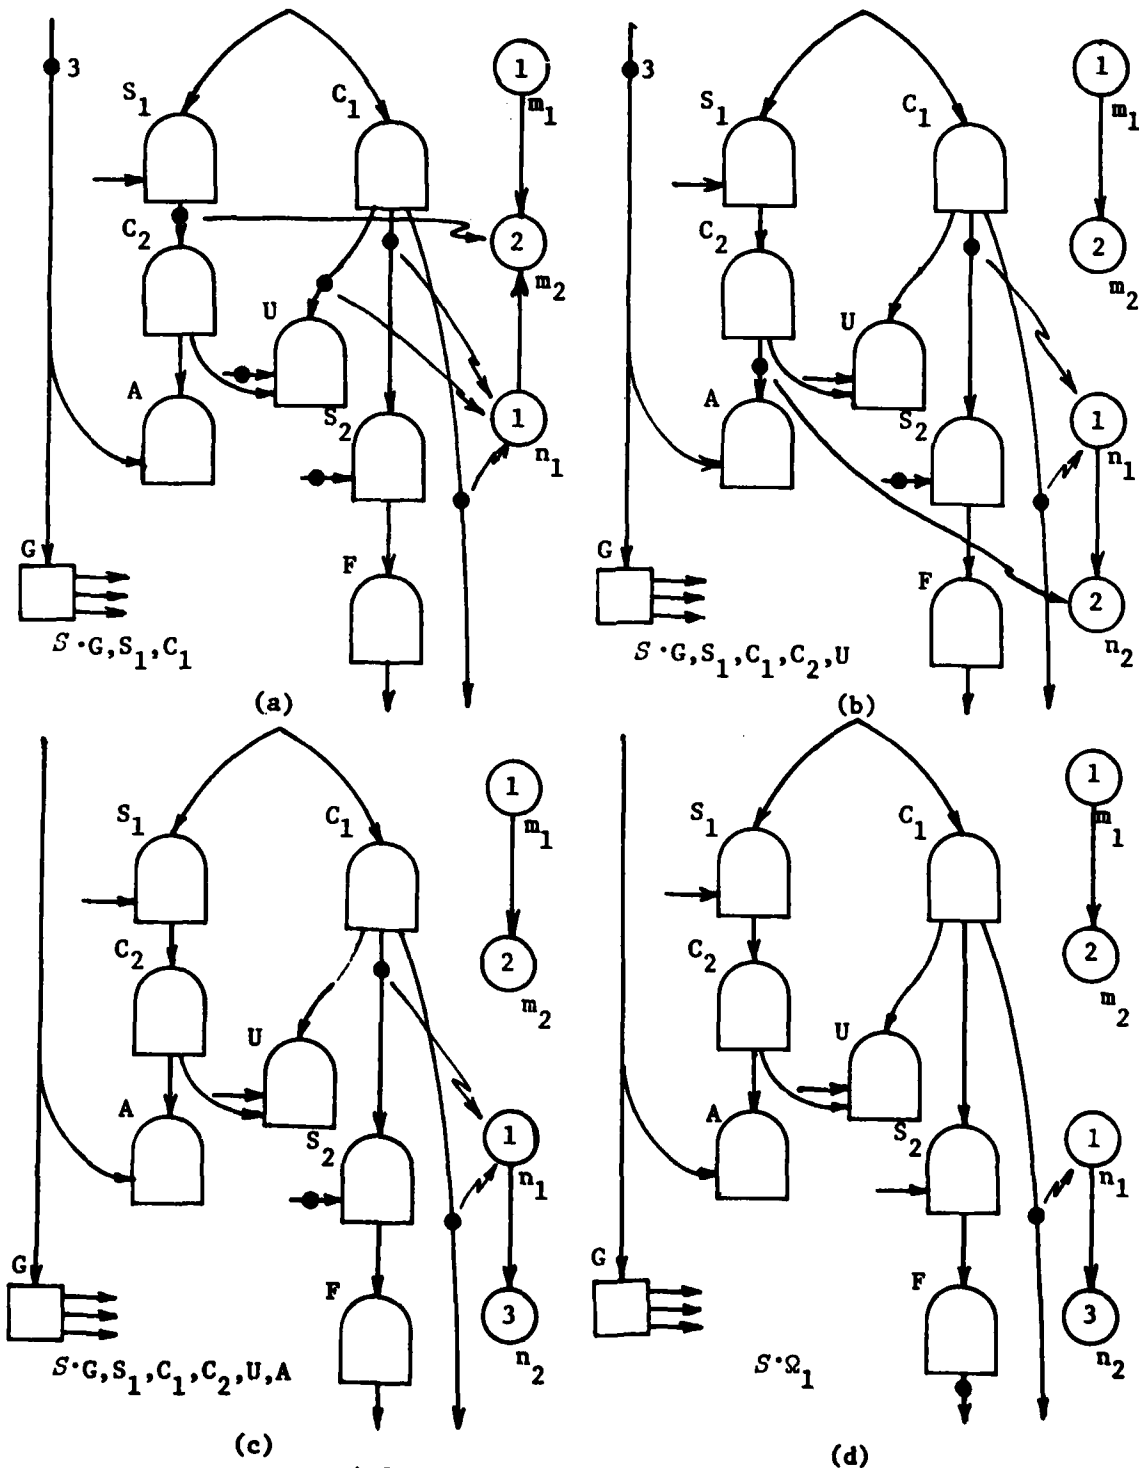 3
S1
C1
1
m1
C2
2
m2
U
A
S2
1
n1
G
F
S·G,S1,C1
(a)
3
S1
C1
1
m1
C2
2
m2
U
A
S2
1
n1
G
F
2
n2
S·G,S1,C1,C2,U
(b)
S1
C1
1
m1
C2
2
m2
U
A
S2
1
n1
G
F
3
n2
S·G,S1,C1,C2,U,A
(c)
S1
C1
1
m1
C2
2
m2
U
A
S2
1
n1
G
F
3
n2
S·Ω1
(d)